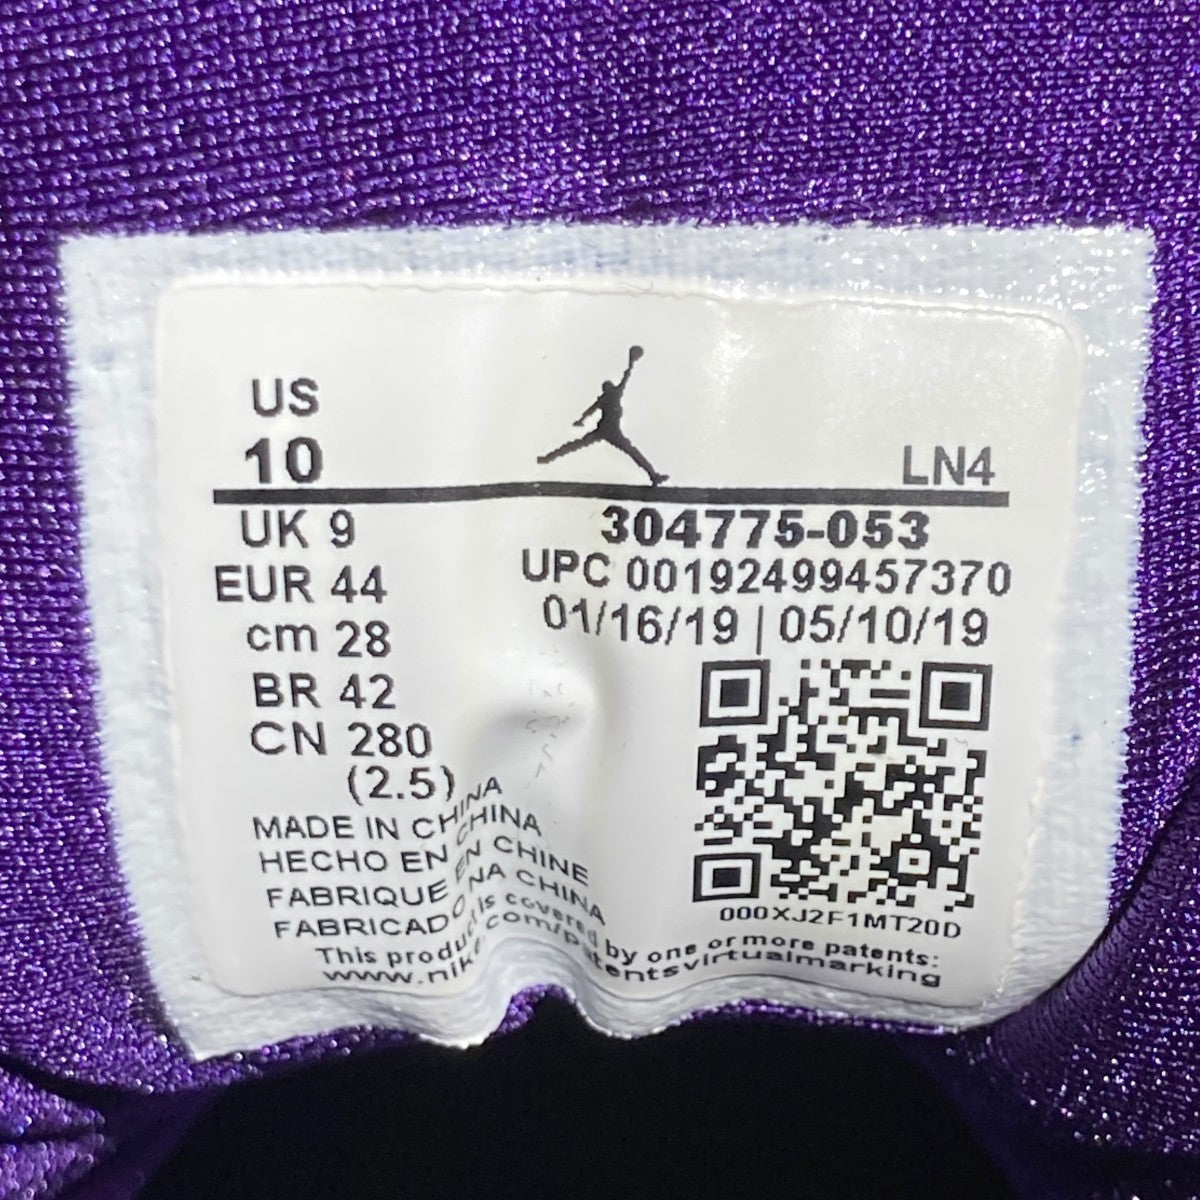 US
10
LN4
UK 9
EUR 44
cm 28
BR 42
CN 280
(2.5)
304775-053
UPC 00192499457370
01/16/19 | 05/10/19
000XJ2F1MT20D
MADE IN CHINA
HECHO EN CHINA
FABRIQUE EN CHINE
FABRICADO NA CHINA
This product is covered by one or more patents:
www.nike.com/patentsvirtualmarking